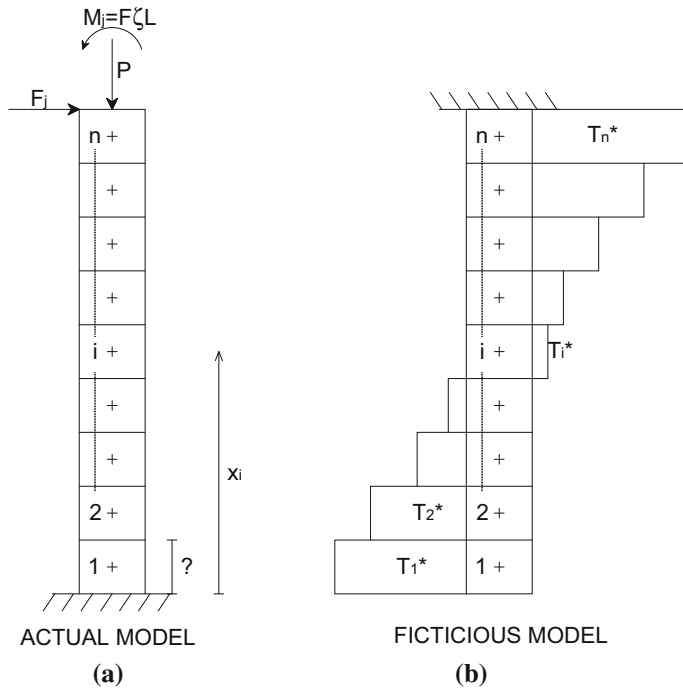 Mj=FζL
P
Fj
n
i
2
1
xi
?
ACTUAL MODEL
(a)
n
Tn*
i
Ti*
T2*
2
T1*
1
FICTICIOUS MODEL
(b)